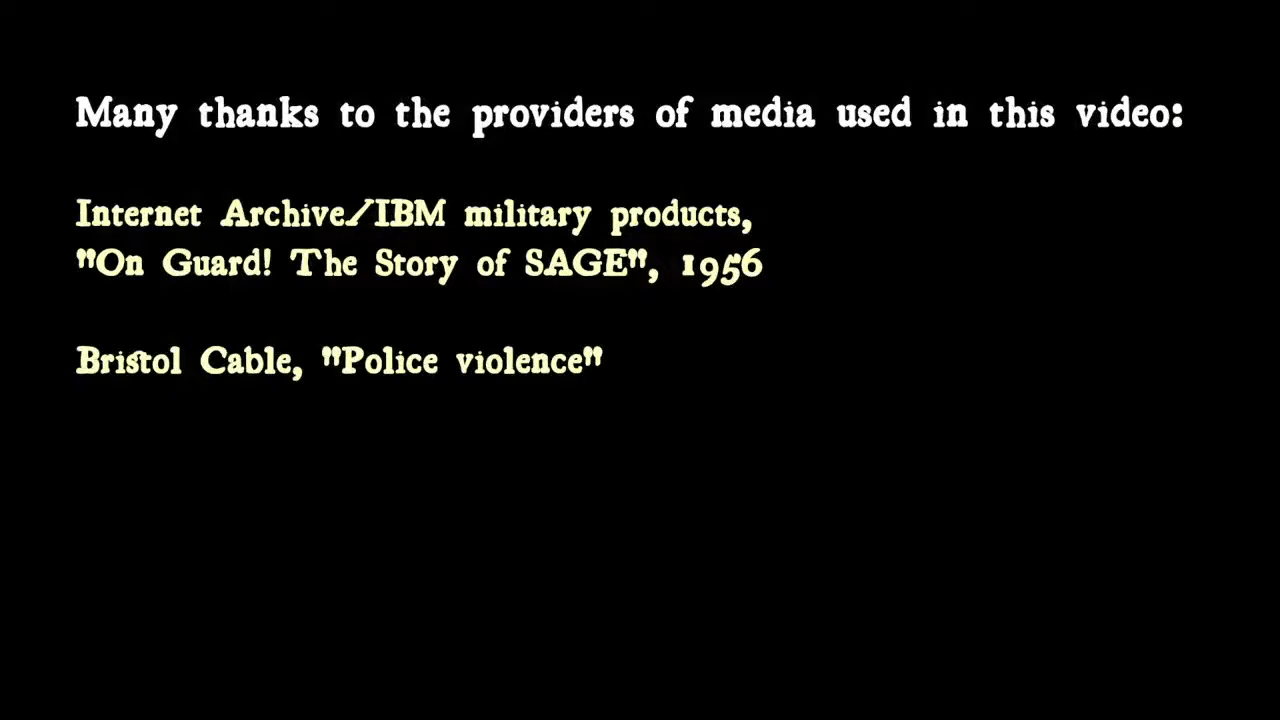 Many thanks to the providers of media used in this video:
Internet Archive/IBM military products,
"On Guard! The Story of SAGE", 1956
Bristol Cable, "Police violence"